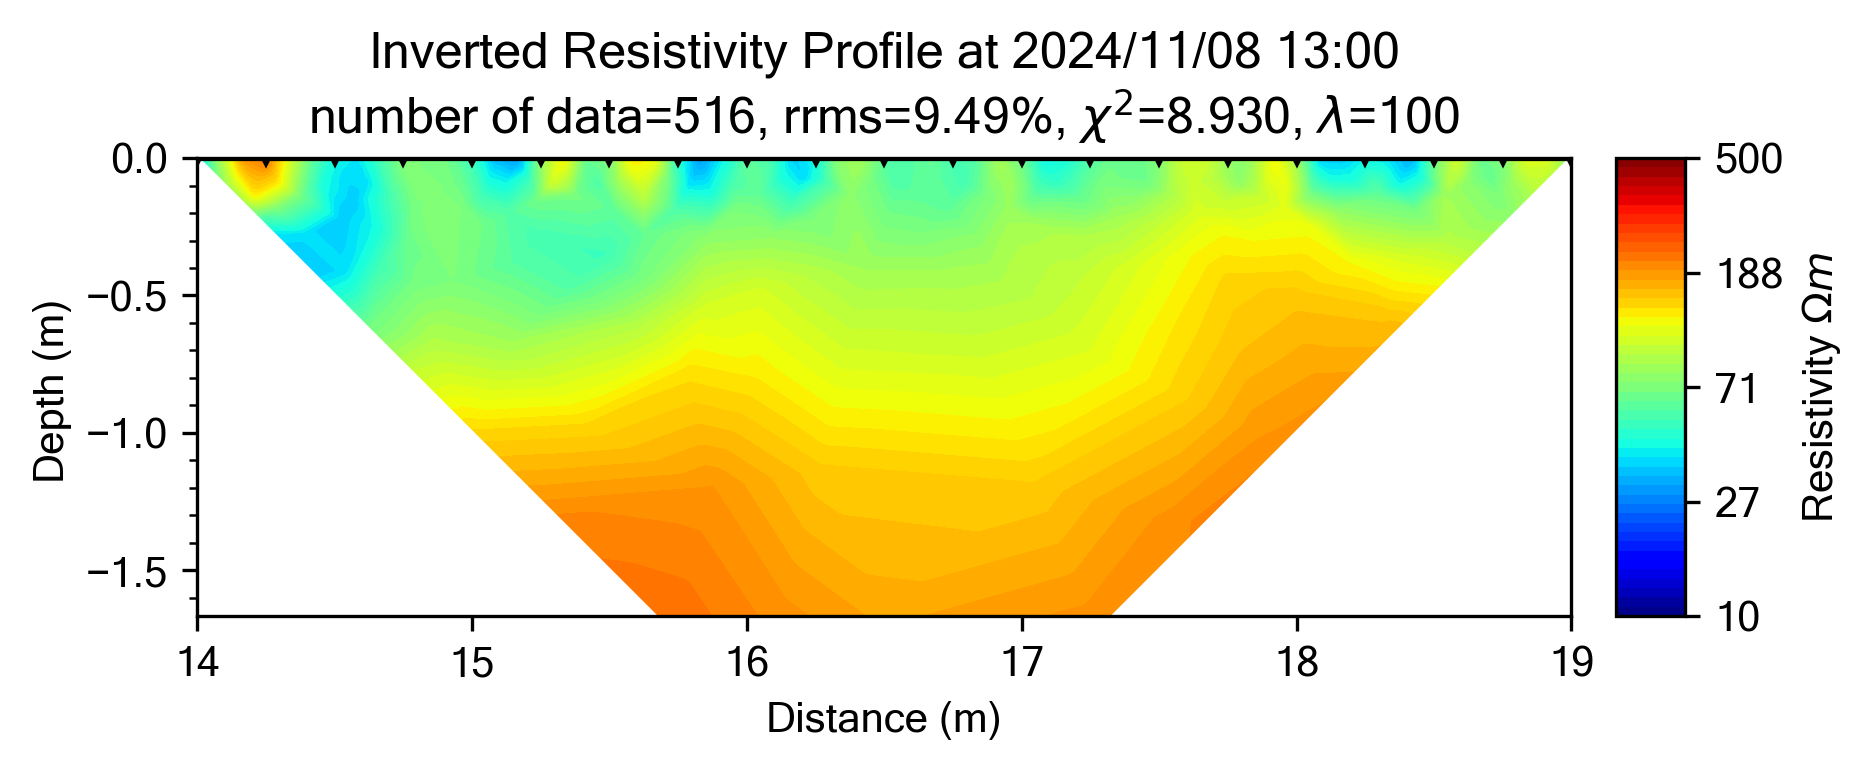 Inverted Resistivity Profile at 2024/11/08 13:00
number of data=516, rrms=9.49%, χ²=8.930, λ=100
0.0
−0.5
−1.0
−1.5
Depth (m)
14 15 16 17 18 19
Distance (m)
500
188
71
27
10
Resistivity Ωm